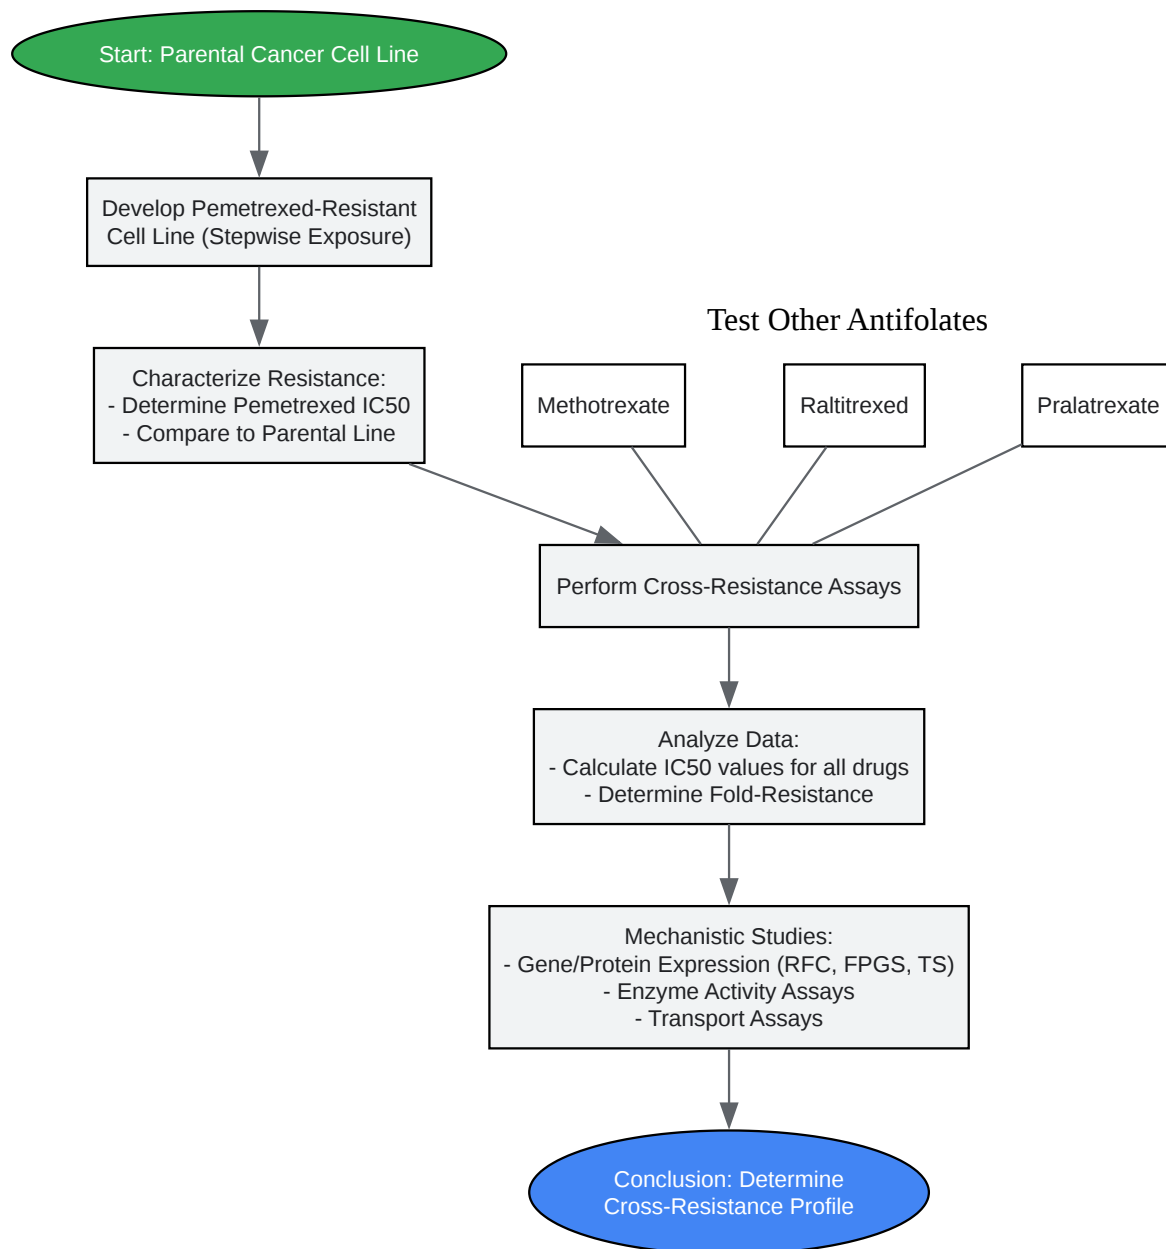 Start: Parental Cancer Cell Line
Develop Pemetrexed-Resistant
Cell Line (Stepwise Exposure)
Test Other Antifolates
Characterize Resistance:
- Determine Pemetrexed IC50
- Compare to Parental Line
Methotrexate
Raltitrexed
Pralatrexate
Perform Cross-Resistance Assays
Analyze Data:
- Calculate IC50 values for all drugs
- Determine Fold-Resistance
Mechanistic Studies:
- Gene/Protein Expression (RFC, FPGS, TS)
- Enzyme Activity Assays
- Transport Assays
Conclusion: Determine
Cross-Resistance Profile